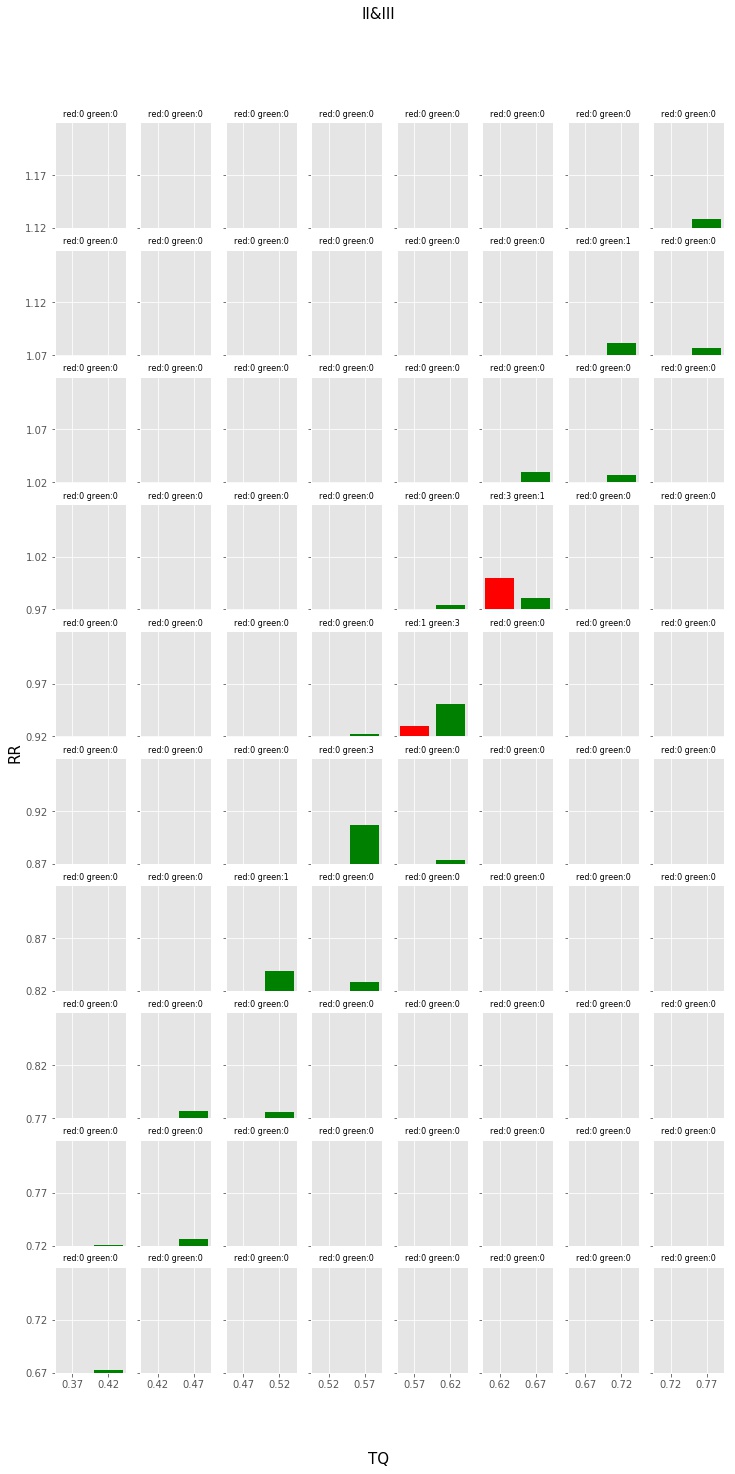 II&III
red:0 green:0 red:0 green:0 red:0 green:0 red:0 green:0 red:0 green:0 red:0 green:0 red:0 green:0 red:0 green:0
1.17
1.12
red:0 green:0 red:0 green:0 red:0 green:0 red:0 green:0 red:0 green:0 red:0 green:0 red:0 green:1 red:0 green:0
1.12
1.07
red:0 green:0 red:0 green:0 red:0 green:0 red:0 green:0 red:0 green:0 red:0 green:0 red:0 green:0 red:0 green:0
1.07
1.02
red:0 green:0 red:0 green:0 red:0 green:0 red:0 green:0 red:0 green:0 red:3 green:1 red:0 green:0 red:0 green:0
1.02
0.97
red:0 green:0 red:0 green:0 red:0 green:0 red:0 green:0 red:1 green:3 red:0 green:0 red:0 green:0 red:0 green:0
0.97
0.92
RR
red:0 green:0 red:0 green:0 red:0 green:0 red:0 green:3 red:0 green:0 red:0 green:0 red:0 green:0 red:0 green:0
0.92
0.87
red:0 green:0 red:0 green:0 red:0 green:1 red:0 green:0 red:0 green:0 red:0 green:0 red:0 green:0 red:0 green:0
0.87
0.82
red:0 green:0 red:0 green:0 red:0 green:0 red:0 green:0 red:0 green:0 red:0 green:0 red:0 green:0 red:0 green:0
0.82
0.77
red:0 green:0 red:0 green:0 red:0 green:0 red:0 green:0 red:0 green:0 red:0 green:0 red:0 green:0 red:0 green:0
0.77
0.72
red:0 green:0 red:0 green:0 red:0 green:0 red:0 green:0 red:0 green:0 red:0 green:0 red:0 green:0 red:0 green:0
0.72
0.67
0.37 0.42 0.42 0.47 0.47 0.52 0.52 0.57 0.57 0.62 0.62 0.67 0.67 0.72 0.72 0.77
TQ